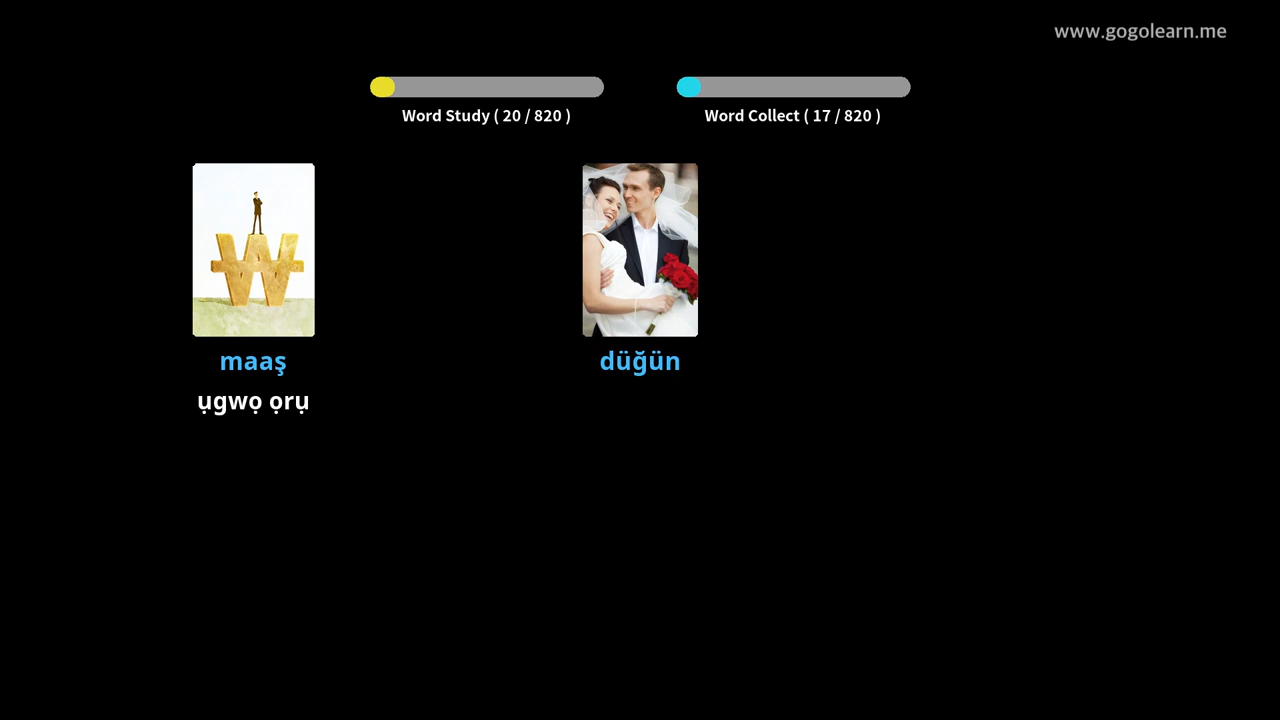 www.gogolearn.me
Word Study ( 20 / 820 )
Word Collect ( 17 / 820 )
maaş
ụgwọ ọrụ
düğün